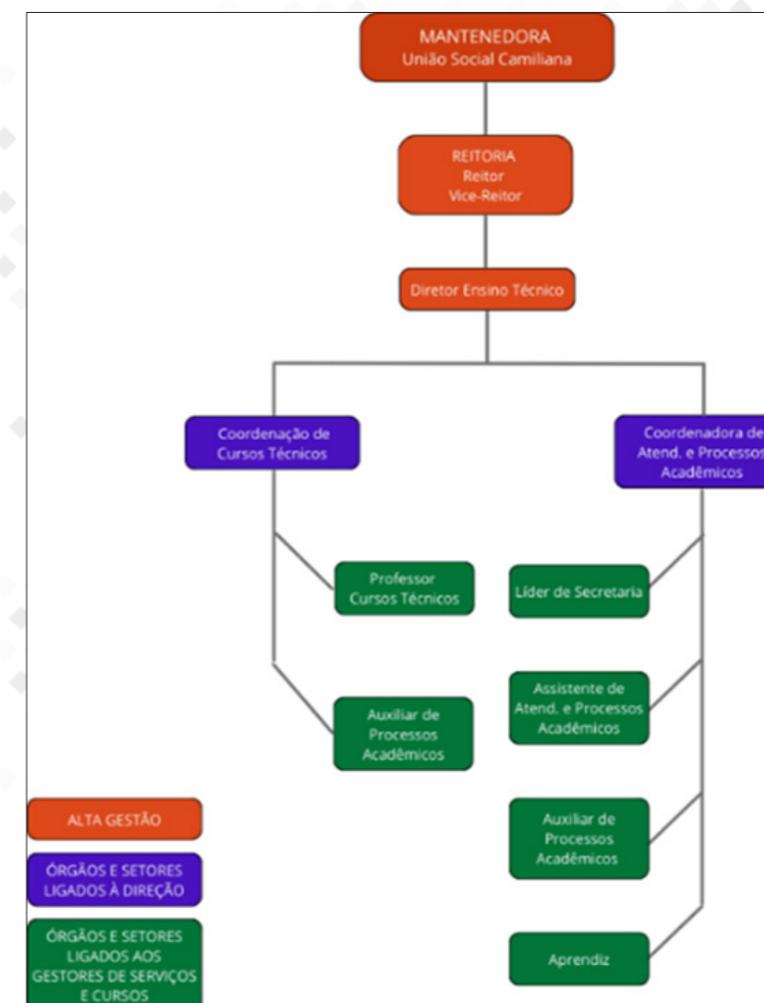 MANTENEDORA
União Social Camiliana
REITORIA
Reitor
Vice-Reitor
Diretor Ensino Técnico
Coordenação de
Cursos Técnicos
Coordenadora de
Atend. e Processos
Acadêmicos
Professor
Cursos Técnicos
Líder de Secretaria
Auxiliar de
Processos
Acadêmicos
Assistente de
Atend. e Processos
Acadêmicos
Auxiliar de
Processos
Acadêmicos
Aprendiz
ALTA GESTÃO
ÓRGÃOS E SETORES
LIGADOS À DIREÇÃO
ÓRGÃOS E SETORES
LIGADOS AOS
GESTORES DE SERVIÇOS
E CURSOS